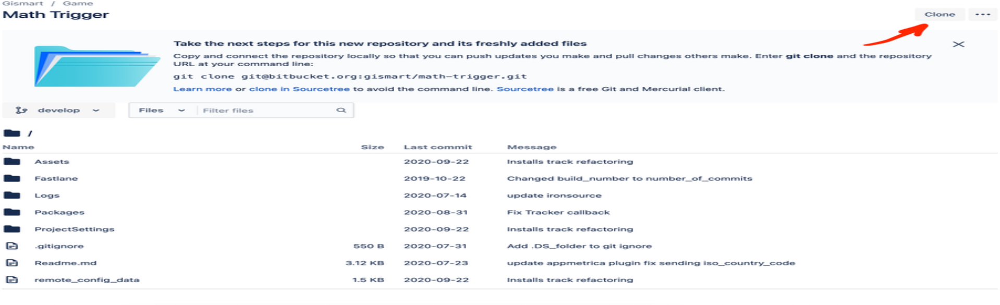 Gismart / Game
Math Trigger
Clone
Take the next steps for this new repository and its freshly added files
Copy and connect the repository locally so that you can push updates you make and pull changes others make. Enter git clone and the repository
URL at your command line:
git clone git@bitbucket.org:gismart/math-trigger.git
Learn more or clone in Sourcetree to avoid the command line. Sourcetree is a free Git and Mercurial client.
develop Files Filter files
/
Name Size Last commit Message
Assets 2020-09-22 Installs track refactoring
Fastlane 2019-10-22 Changed build_number to number_of_commits
Logs 2020-07-14 update ironsource
Packages 2020-08-31 Fix Tracker callback
ProjectSettings 2020-09-22 Installs track refactoring
.gitignore 550 B 2020-07-31 Add .DS_folder to git ignore
Readme.md 3.12 KB 2020-07-23 update appmetrica plugin fix sending iso_country_code
remote_config_data 1.5 KB 2020-09-22 Installs track refactoring